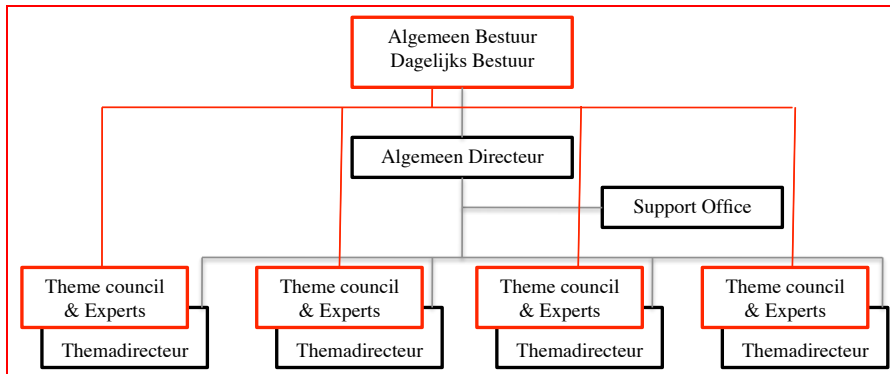 Algemeen Bestuur
Dagelijks Bestuur
Algemeen Directeur
Support Office
Theme council
& Experts
Themadirecteur
Theme council
& Experts
Themadirecteur
Theme council
& Experts
Themadirecteur
Theme council
& Experts
Themadirecteur